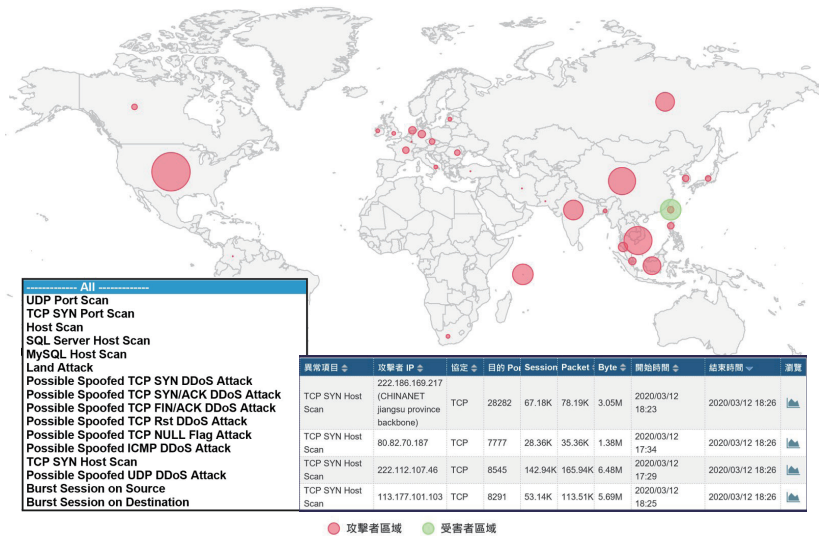 ------------- All -------------
UDP Port Scan
TCP SYN Port Scan
Host Scan
SQL Server Host Scan
MySQL Host Scan
Land Attack
Possible Spoofed TCP SYN DDoS Attack
Possible Spoofed TCP SYN/ACK DDoS Attack
Possible Spoofed TCP FIN/ACK DDoS Attack
Possible Spoofed TCP Rst DDoS Attack
Possible Spoofed TCP NULL Flag Attack
Possible Spoofed ICMP DDoS Attack
TCP SYN Host Scan
Possible Spoofed UDP DDoS Attack
Burst Session on Source
Burst Session on Destination
異常項目 攻擊者 IP 協定 目的 Por Session Packet Byte 開始時間 結束時間 瀏覽
TCP SYN Host Scan 222.186.169.217 (CHINANET jiangsu province backbone) TCP 28282 67.18K 78.19K 3.05M 2020/03/12 18:23 2020/03/12 18:26
TCP SYN Host Scan 80.82.70.187 TCP 7777 28.36K 35.36K 1.38M 2020/03/12 17:34 2020/03/12 18:26
TCP SYN Host Scan 222.112.107.46 TCP 8545 142.94K 165.94K 6.48M 2020/03/12 17:29 2020/03/12 18:26
TCP SYN Host Scan 113.177.101.103 TCP 8291 53.14K 113.51K 5.69M 2020/03/12 18:25 2020/03/12 18:26
攻擊者區域 受害者區域